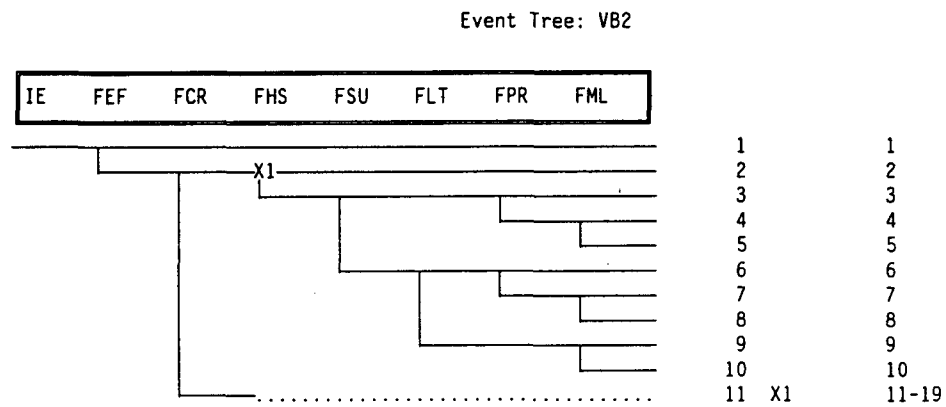 Event Tree: VB2
IE FEF FCR FHS FSU FLT FPR FML
1 1
X1 2 2
3 3
4 4
5 5
6 6
7 7
8 8
9 9
10 10
11 X1 11-19